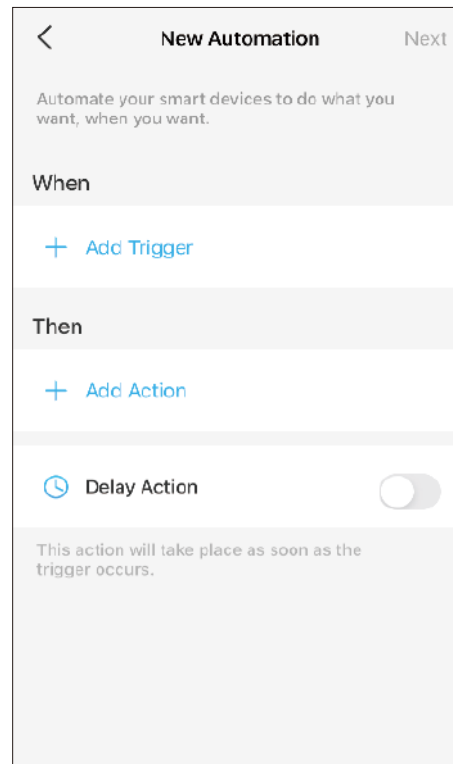 New Automation
Next
Automate your smart devices to do what you
want, when you want.
When
Add Trigger
Then
Add Action
Delay Action
This action will take place as soon as the
trigger occurs.